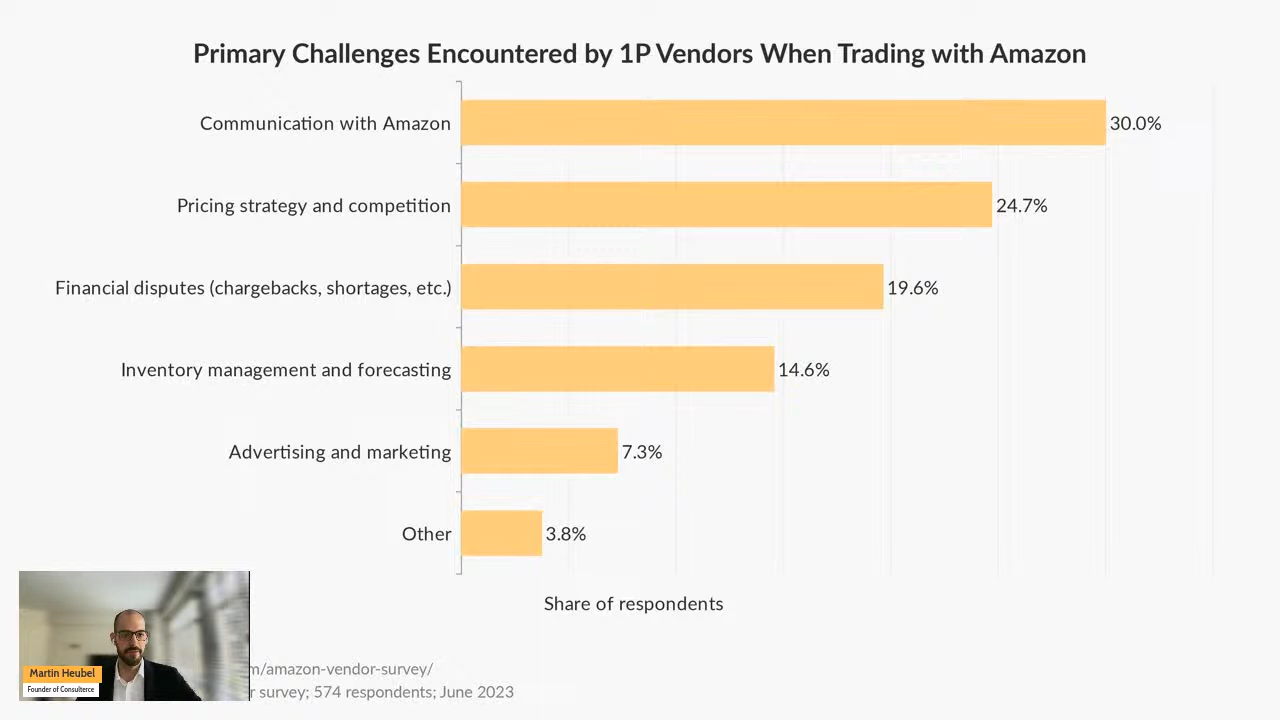 Primary Challenges Encountered by 1P Vendors When Trading with Amazon
Communication with Amazon
30.0%
Pricing strategy and competition
24.7%
Financial disputes (chargebacks, shortages, etc.)
19.6%
Inventory management and forecasting
14.6%
Advertising and marketing
7.3%
Other
3.8%
Share of respondents
m/amazon-vendor-survey/
r survey; 574 respondents; June 2023
Martin Heubel
Founder of Consulterce